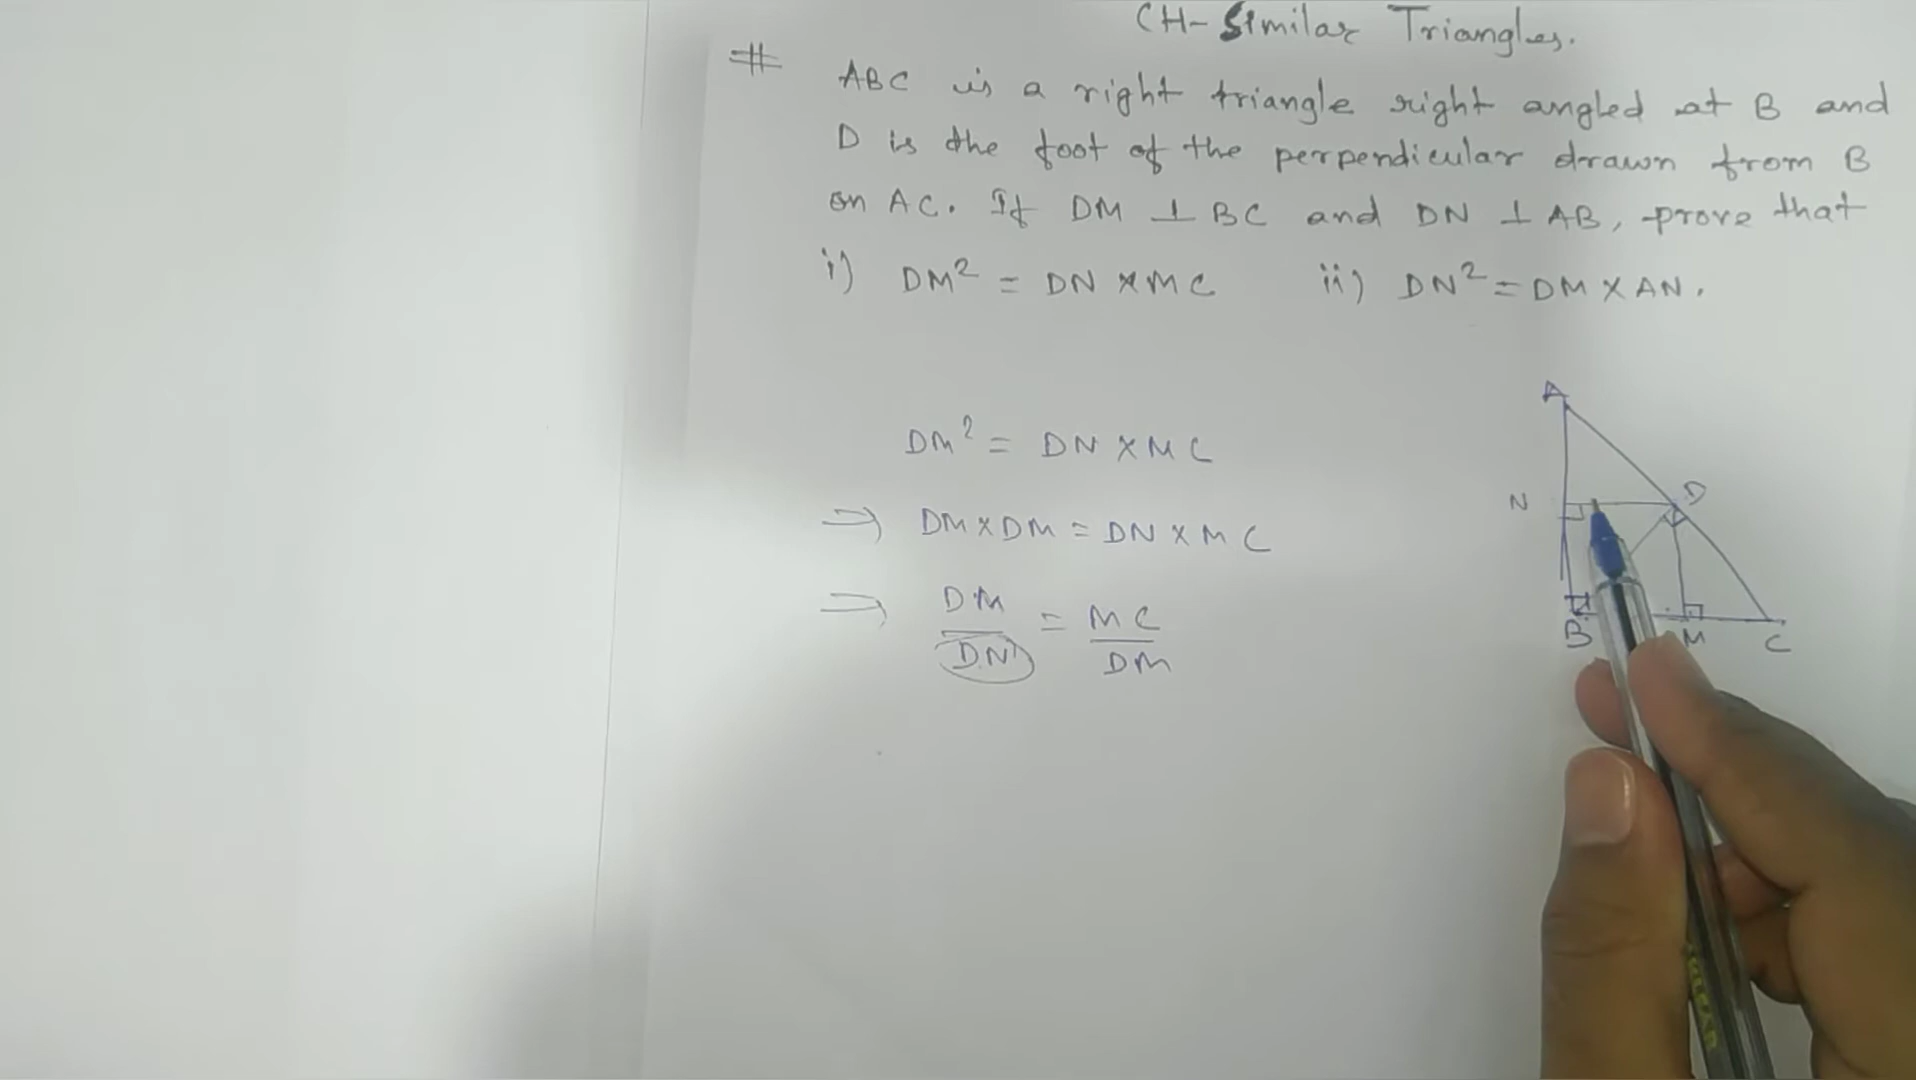 CH- Similar Triangles.
# ABC is a right triangle right angled at B and
D is the foot of the perpendicular drawn from B
on AC. If DM ⊥ BC and DN ⊥ AB, prove that
i) DM² = DN × MC ii) DN² = DM × AN.
A
DM² = DN × MC
N D
⇒ DM × DM = DN × MC
⇒ DM/DN = MC/DM
B M C